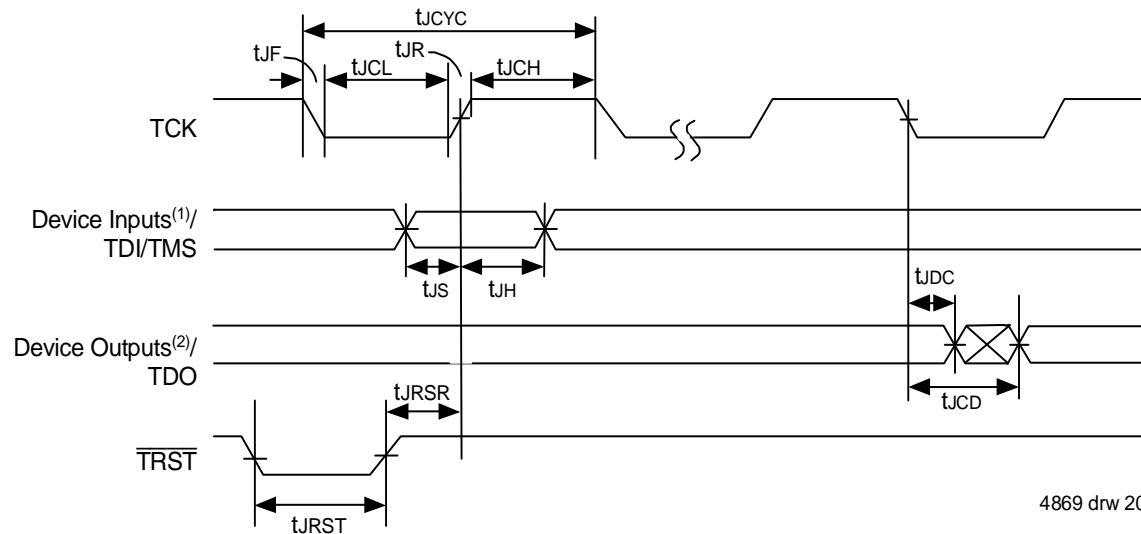 tJCYC
tJF
tJCL
tJR
tJCH
TCK
Device Inputs(1)/
TDI/TMS
tJS
tJH
tJDC
Device Outputs(2)/
TDO
tJRSR
tJCD
TRST
tJRST
4869 drw 20